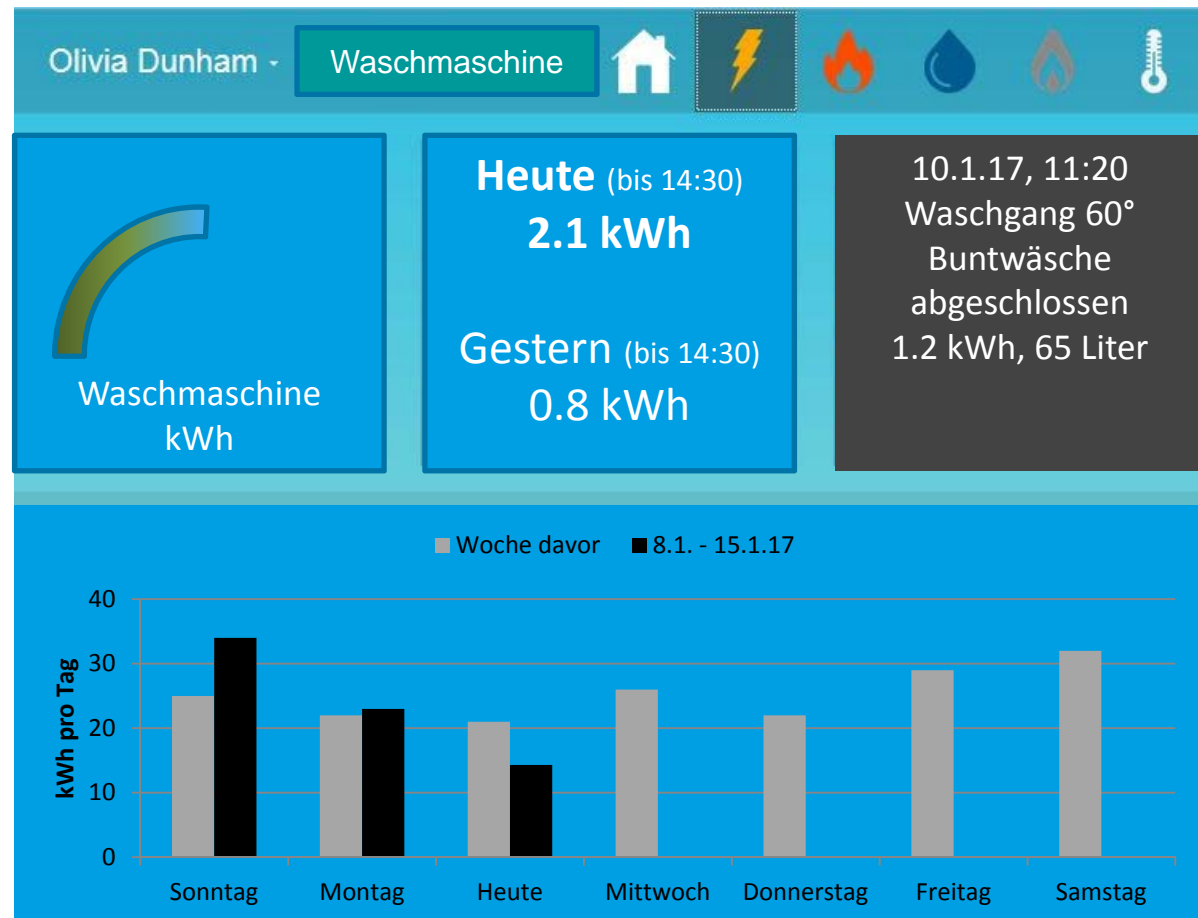 Olivia Dunham -
Waschmaschine
Waschmaschine
kWh
Heute (bis 14:30)
2.1 kWh
Gestern (bis 14:30)
0.8 kWh
10.1.17, 11:20
Waschgang 60°
Buntwäsche
abgeschlossen
1.2 kWh, 65 Liter
Woche davor 8.1. - 15.1.17
kWh pro Tag
40
30
20
10
0
Sonntag Montag Heute Mittwoch Donnerstag Freitag Samstag